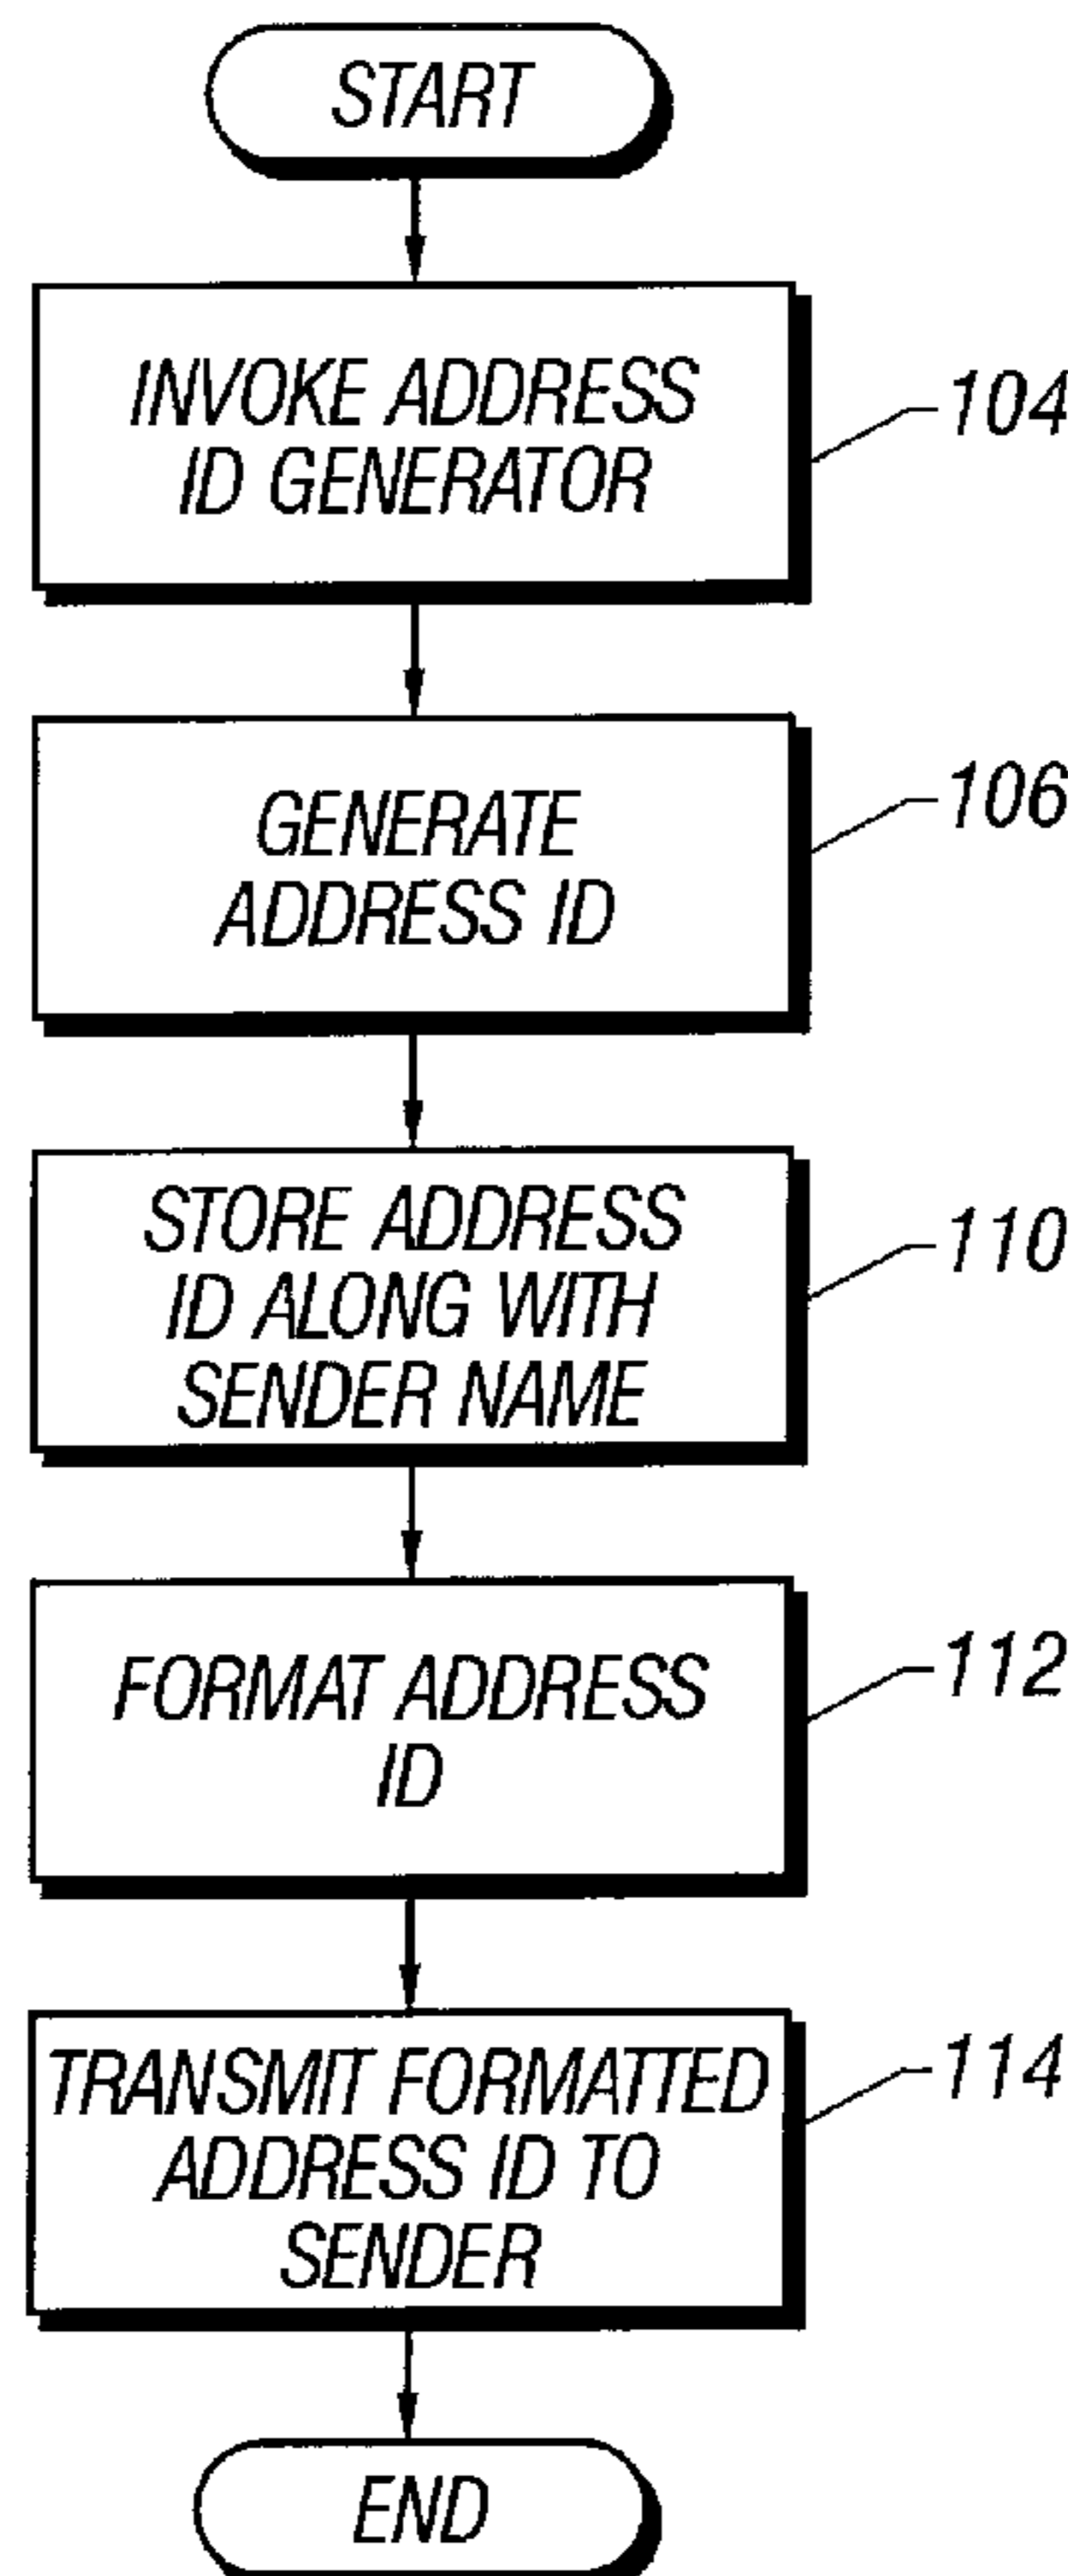 START
INVOKE ADDRESS
ID GENERATOR
104
GENERATE
ADDRESS ID
106
STORE ADDRESS
ID ALONG WITH
SENDER NAME
110
FORMAT ADDRESS
ID
112
TRANSMIT FORMATTED
ADDRESS ID TO
SENDER
114
END